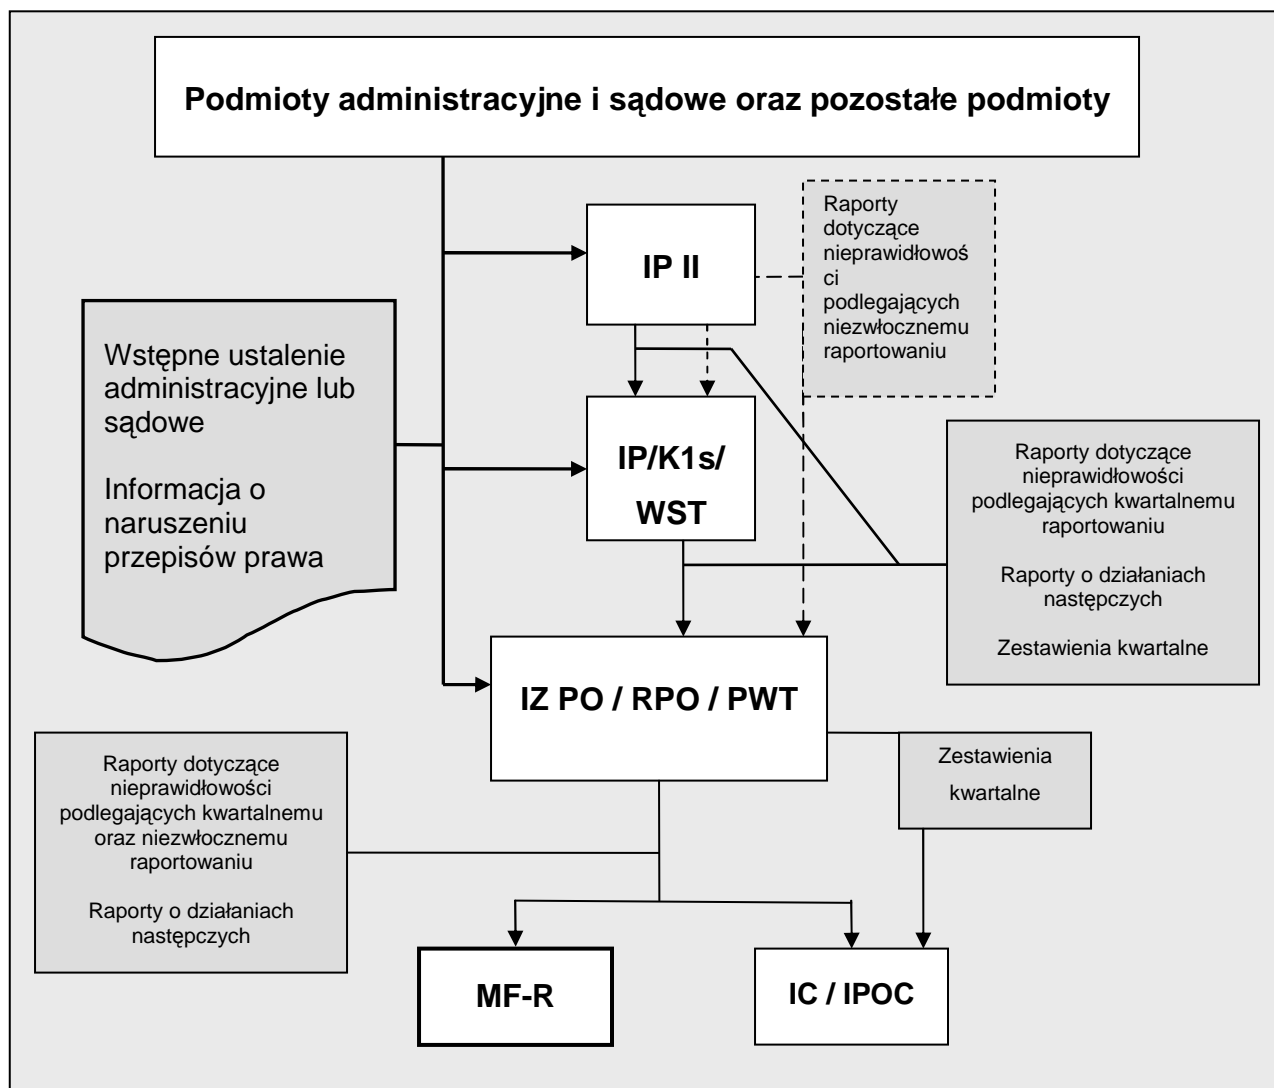 Podmioty administracyjne i sądowe oraz pozostałe podmioty
Raporty
dotyczące
nieprawidłowoś
ci
podlegających
niezwłocznemu
raportowaniu
IP II
Wstępne ustalenie
administracyjne lub
sądowe
Informacja o
naruszeniu
przepisów prawa
IP/K1s/
WST
Raporty dotyczące
nieprawidłowości
podlegających kwartalnemu
raportowaniu
Raporty o działaniach
następczych
Zestawienia kwartalne
IZ PO / RPO / PWT
Raporty dotyczące
nieprawidłowości
podlegających kwartalnemu
oraz niezwłocznemu
raportowaniu
Raporty o działaniach
następczych
Zestawienia
kwartalne
MF-R
IC / IPOC